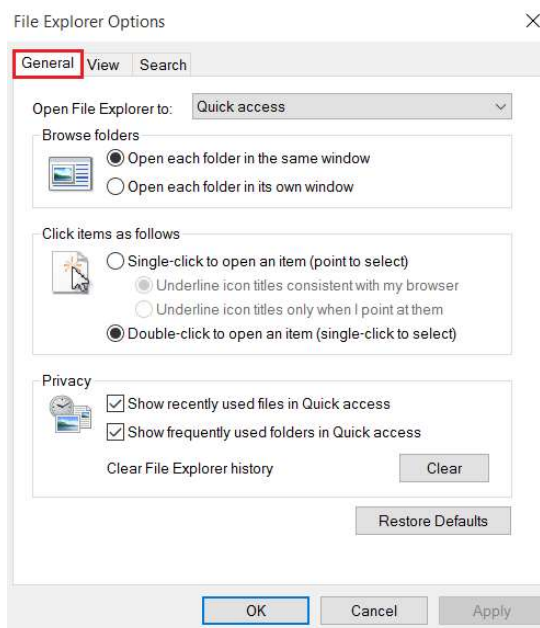 File Explorer Options
General View Search
Open File Explorer to: Quick access
Browse folders
Open each folder in the same window
Open each folder in its own window
Click items as follows
Single-click to open an item (point to select)
Underline icon titles consistent with my browser
Underline icon titles only when I point at them
Double-click to open an item (single-click to select)
Privacy
Show recently used files in Quick access
Show frequently used folders in Quick access
Clear File Explorer history Clear
Restore Defaults
OK Cancel Apply